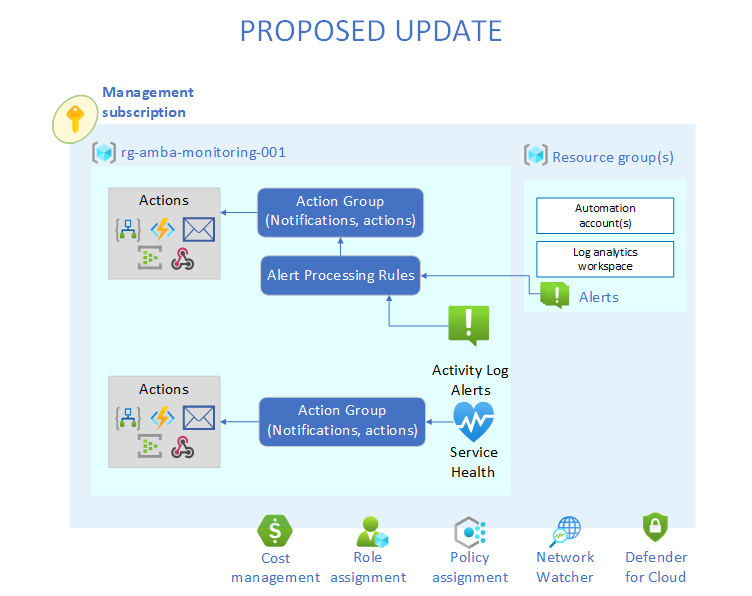 PROPOSED UPDATE
Management
subscription
rg-amba-monitoring-001
Resource group(s)
Actions
Action Group
(Notifications, actions)
Automation
account(s)
Log analytics
workspace
Alert Processing Rules
Alerts
Activity Log
Alerts
Actions
Action Group
(Notifications, actions)
Service
Health
Cost
management
Role
assignment
Policy
assignment
Network
Watcher
Defender
for Cloud